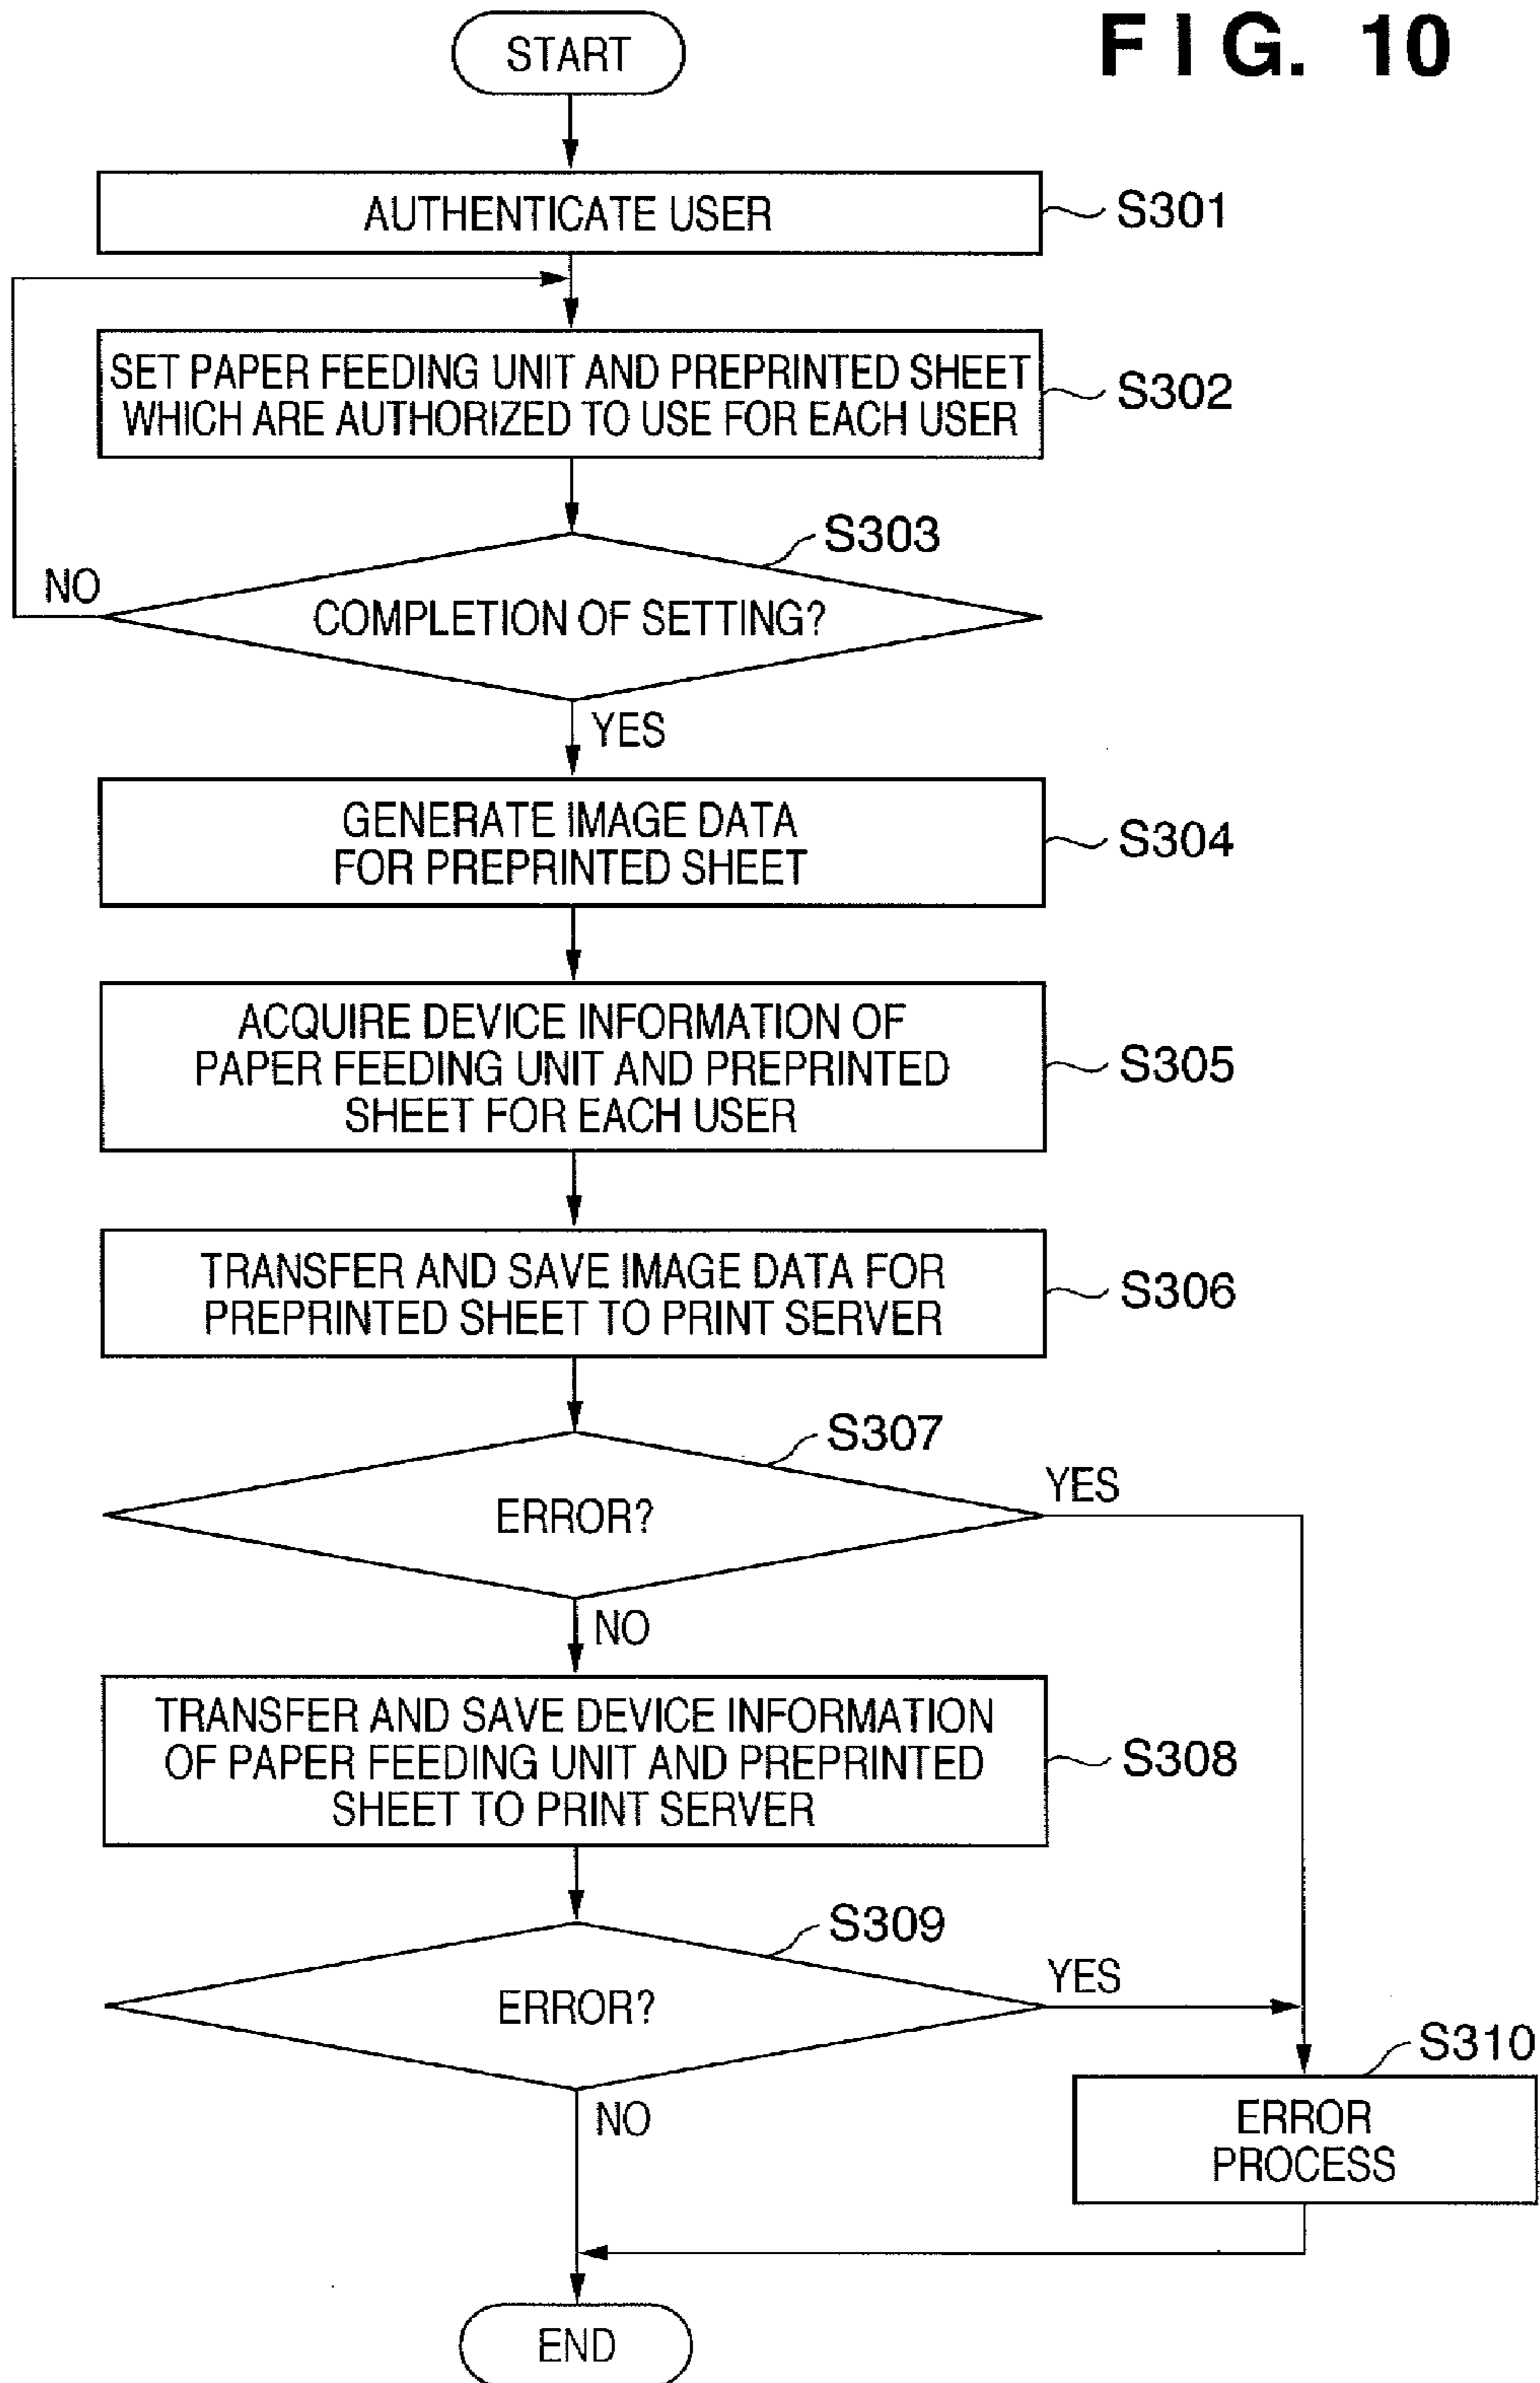 FIG. 10
START
AUTHENTICATE USER
S301
SET PAPER FEEDING UNIT AND PREPRINTED SHEET
WHICH ARE AUTHORIZED TO USE FOR EACH USER
S302
S303
NO
COMPLETION OF SETTING?
YES
GENERATE IMAGE DATA
FOR PREPRINTED SHEET
S304
ACQUIRE DEVICE INFORMATION OF
PAPER FEEDING UNIT AND PREPRINTED
SHEET FOR EACH USER
S305
TRANSFER AND SAVE IMAGE DATA FOR
PREPRINTED SHEET TO PRINT SERVER
S306
S307
YES
ERROR?
NO
TRANSFER AND SAVE DEVICE INFORMATION
OF PAPER FEEDING UNIT AND PREPRINTED
SHEET TO PRINT SERVER
S308
S309
YES
ERROR?
S310
NO
ERROR
PROCESS
END